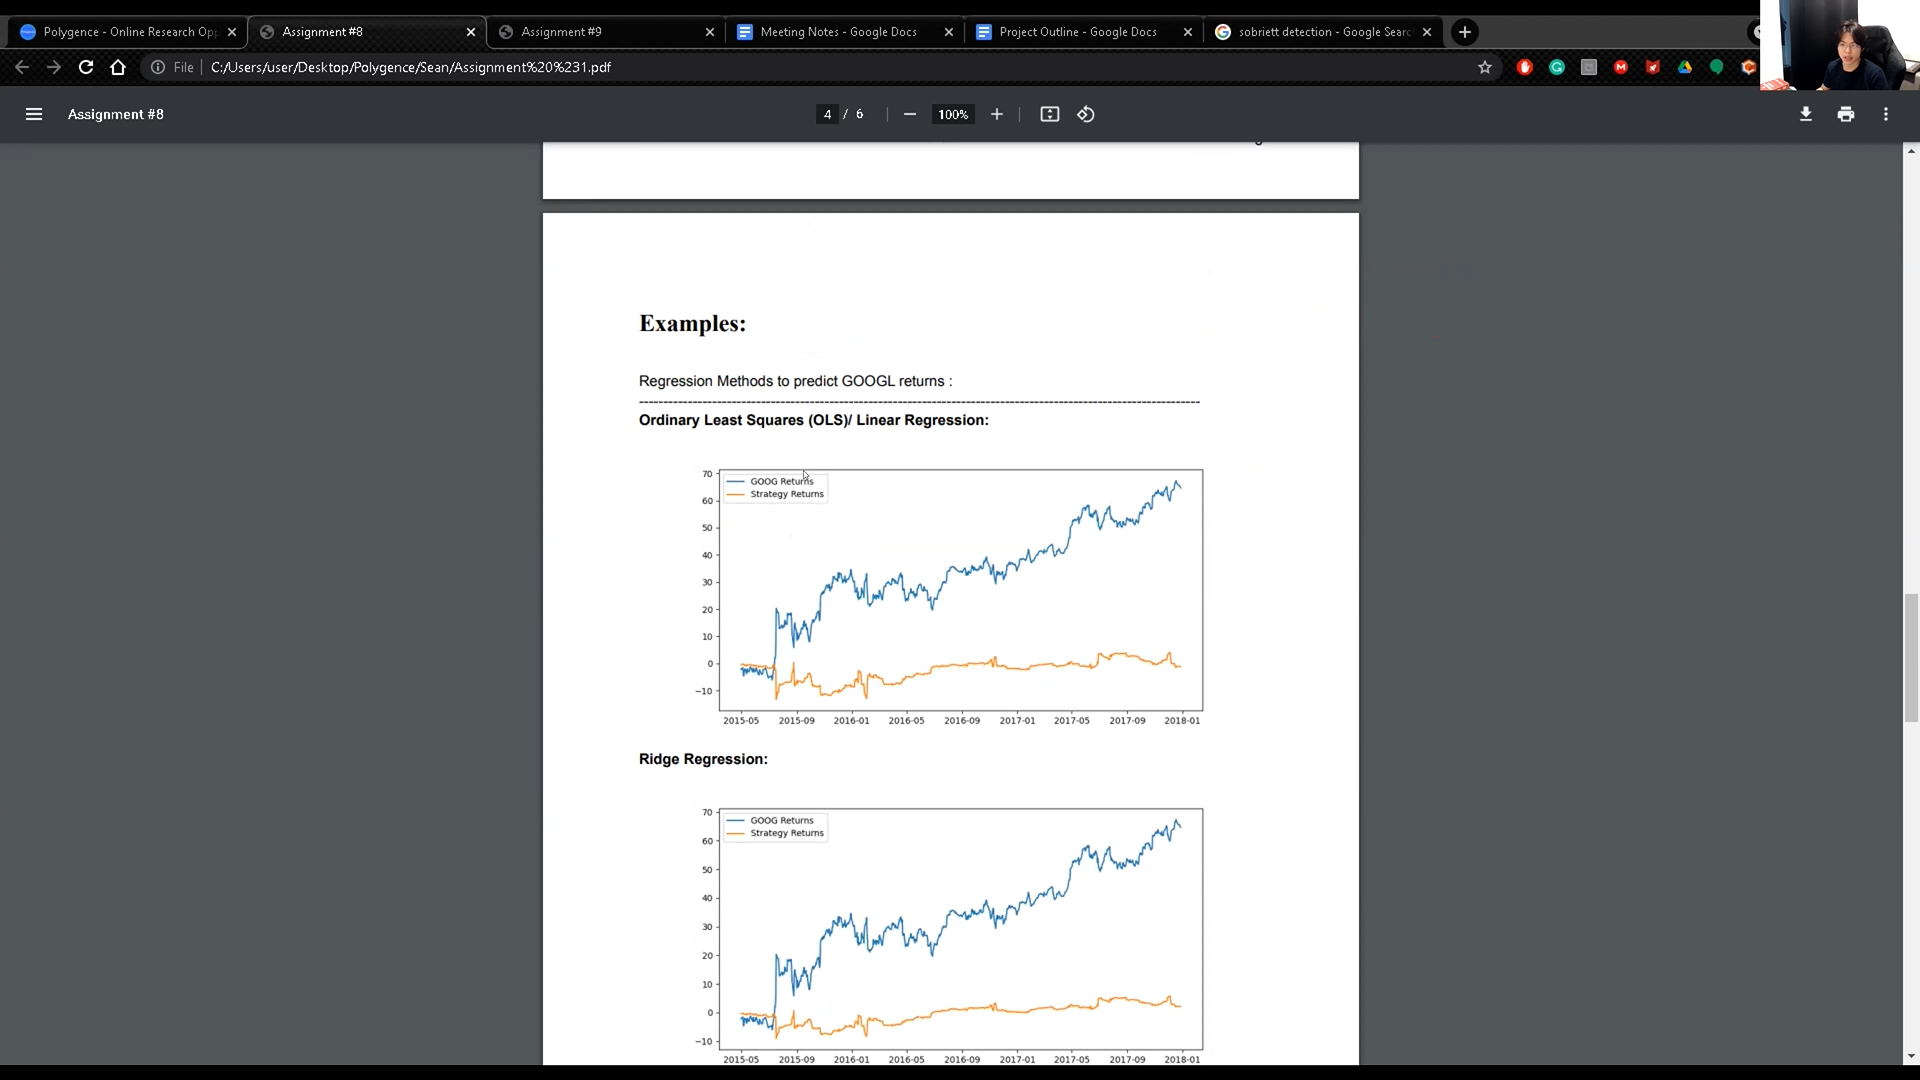 Polygence - Online Research Opp
Assignment #8
Assignment #9
Meeting Notes - Google Docs
Project Outline - Google Docs
sobriett detection - Google Searc
File
C:/Users/user/Desktop/Polygence/Sean/Assignment%20%231.pdf
Assignment #8
4 / 6
100%
Examples:
Regression Methods to predict GOOGL returns :
Ordinary Least Squares (OLS)/ Linear Regression:
GOOG Returns
Strategy Returns
70
60
50
40
30
20
10
0
−10
2015-05 2015-09 2016-01 2016-05 2016-09 2017-01 2017-05 2017-09 2018-01
Ridge Regression:
GOOG Returns
Strategy Returns
70
60
50
40
30
20
10
0
−10
2015-05 2015-09 2016-01 2016-05 2016-09 2017-01 2017-05 2017-09 2018-01